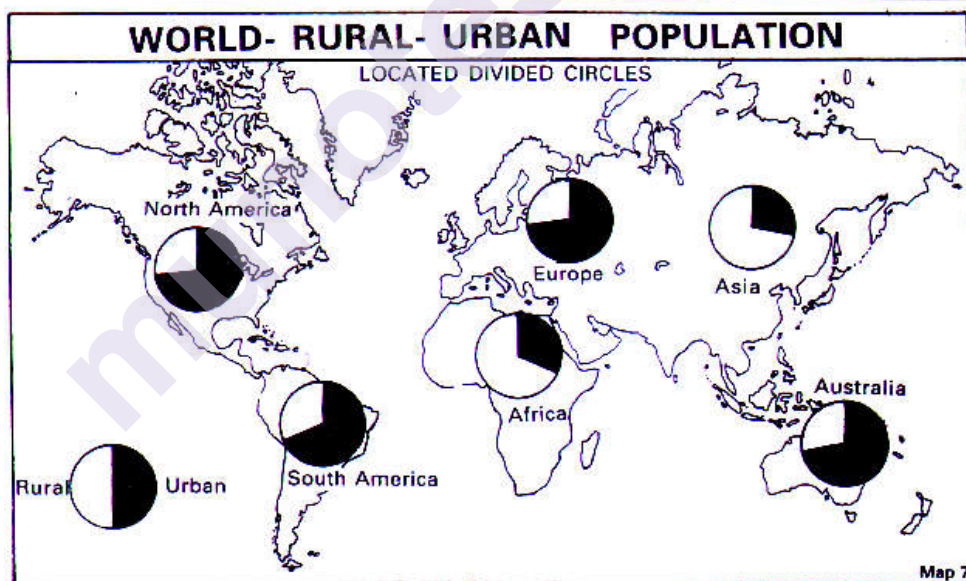 WORLD- RURAL- URBAN POPULATION
LOCATED DIVIDED CIRCLES
North America
Europe
Asia
Africa
Australia
South America
Rural
Urban
Map 7